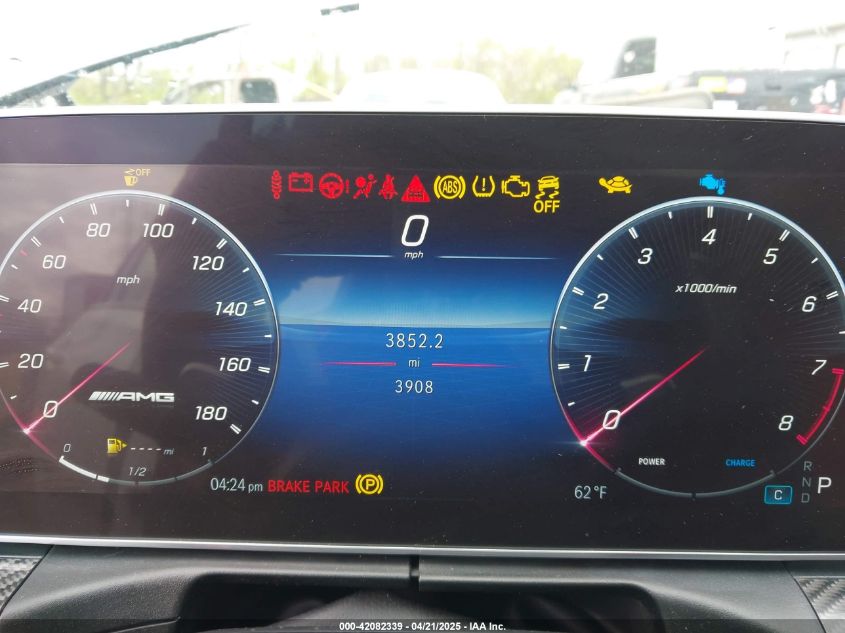 OFF
ABS
OFF
0
mph
0 20 40 60 80 100 120 140 160 180
mph
AMG
0 1/2 1
---- mi
3852.2
mi
3908
0 1 2 3 4 5 6 7 8
x1000/min
POWER CHARGE
04:24 pm BRAKE PARK P
62°F
C
R
N
D
P
000-42082339 - 04/21/2025 - IAA Inc.